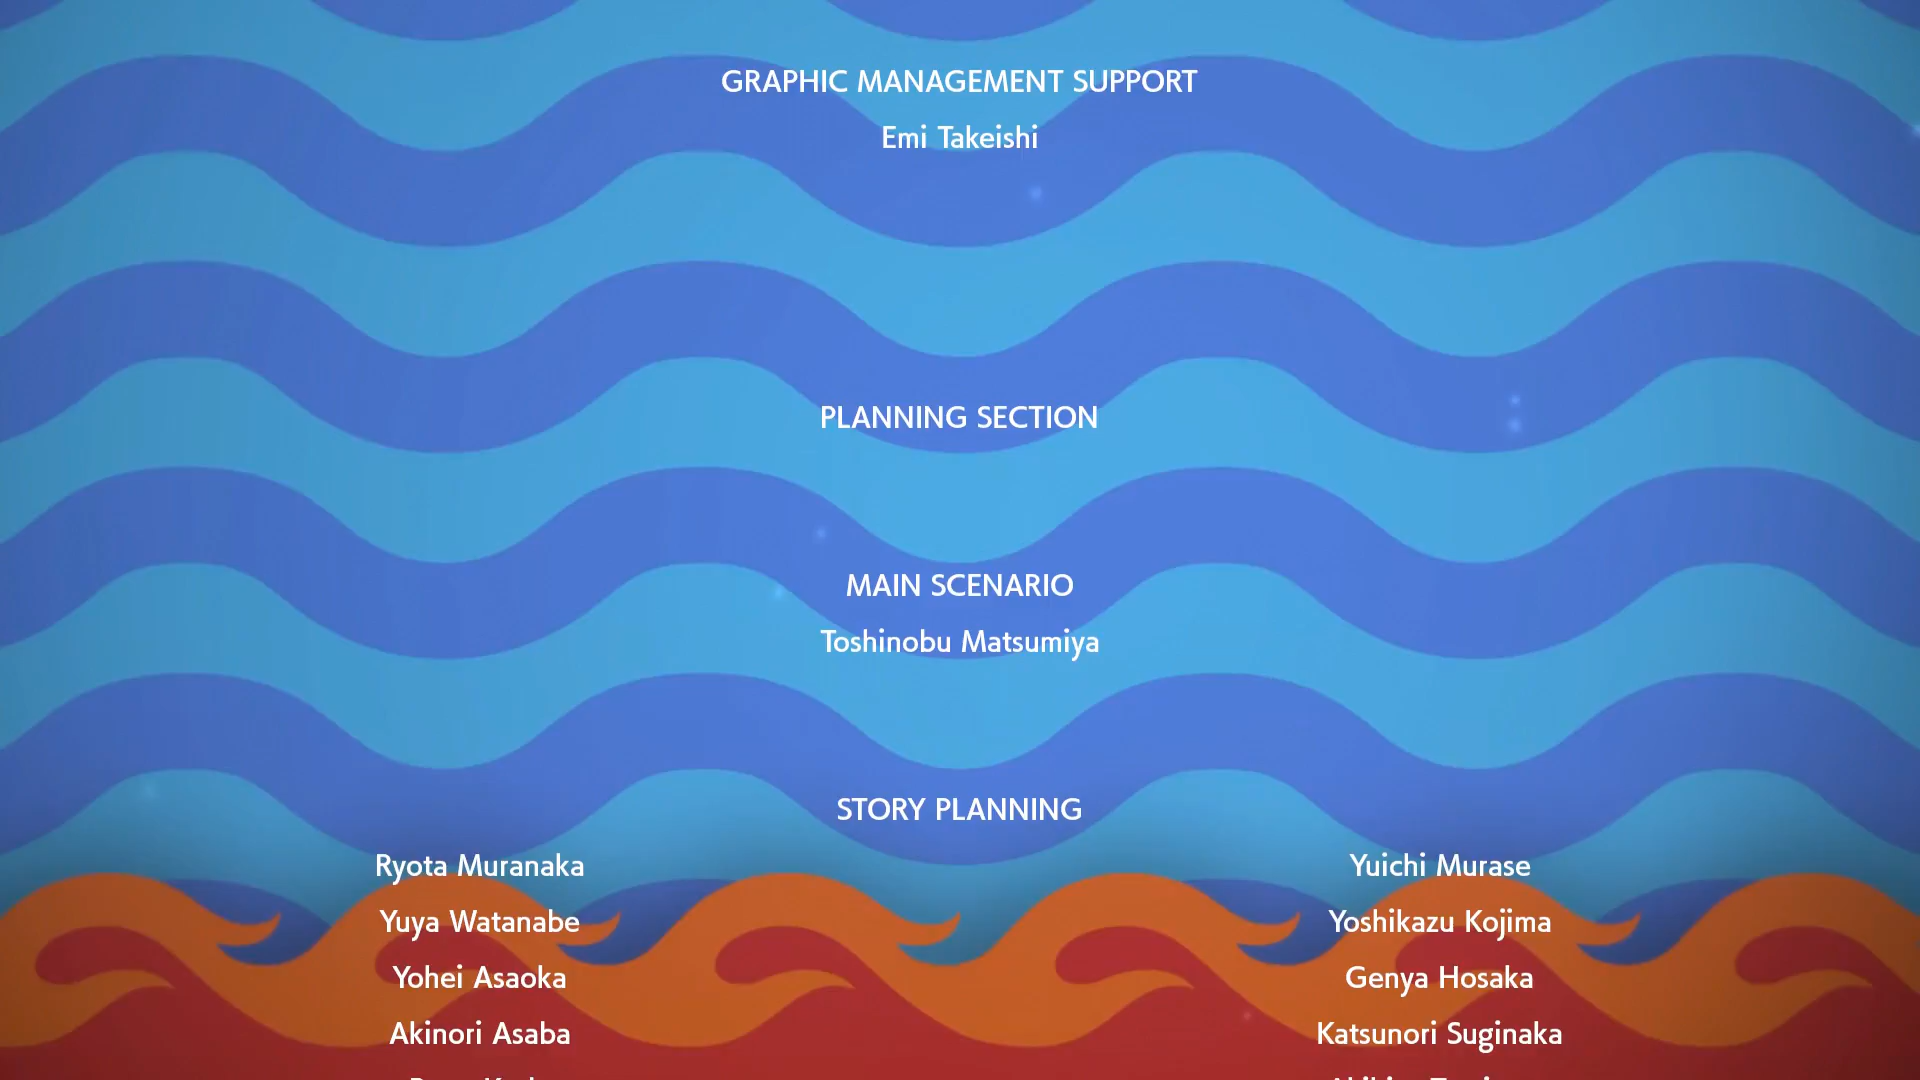 GRAPHIC MANAGEMENT SUPPORT
Emi Takeishi
PLANNING SECTION
MAIN SCENARIO
Toshinobu Matsumiya
STORY PLANNING
Ryota Muranaka Yuichi Murase
Yuya Watanabe Yoshikazu Kojima
Yohei Asaoka Genya Hosaka
Akinori Asaba Katsunori Suginaka